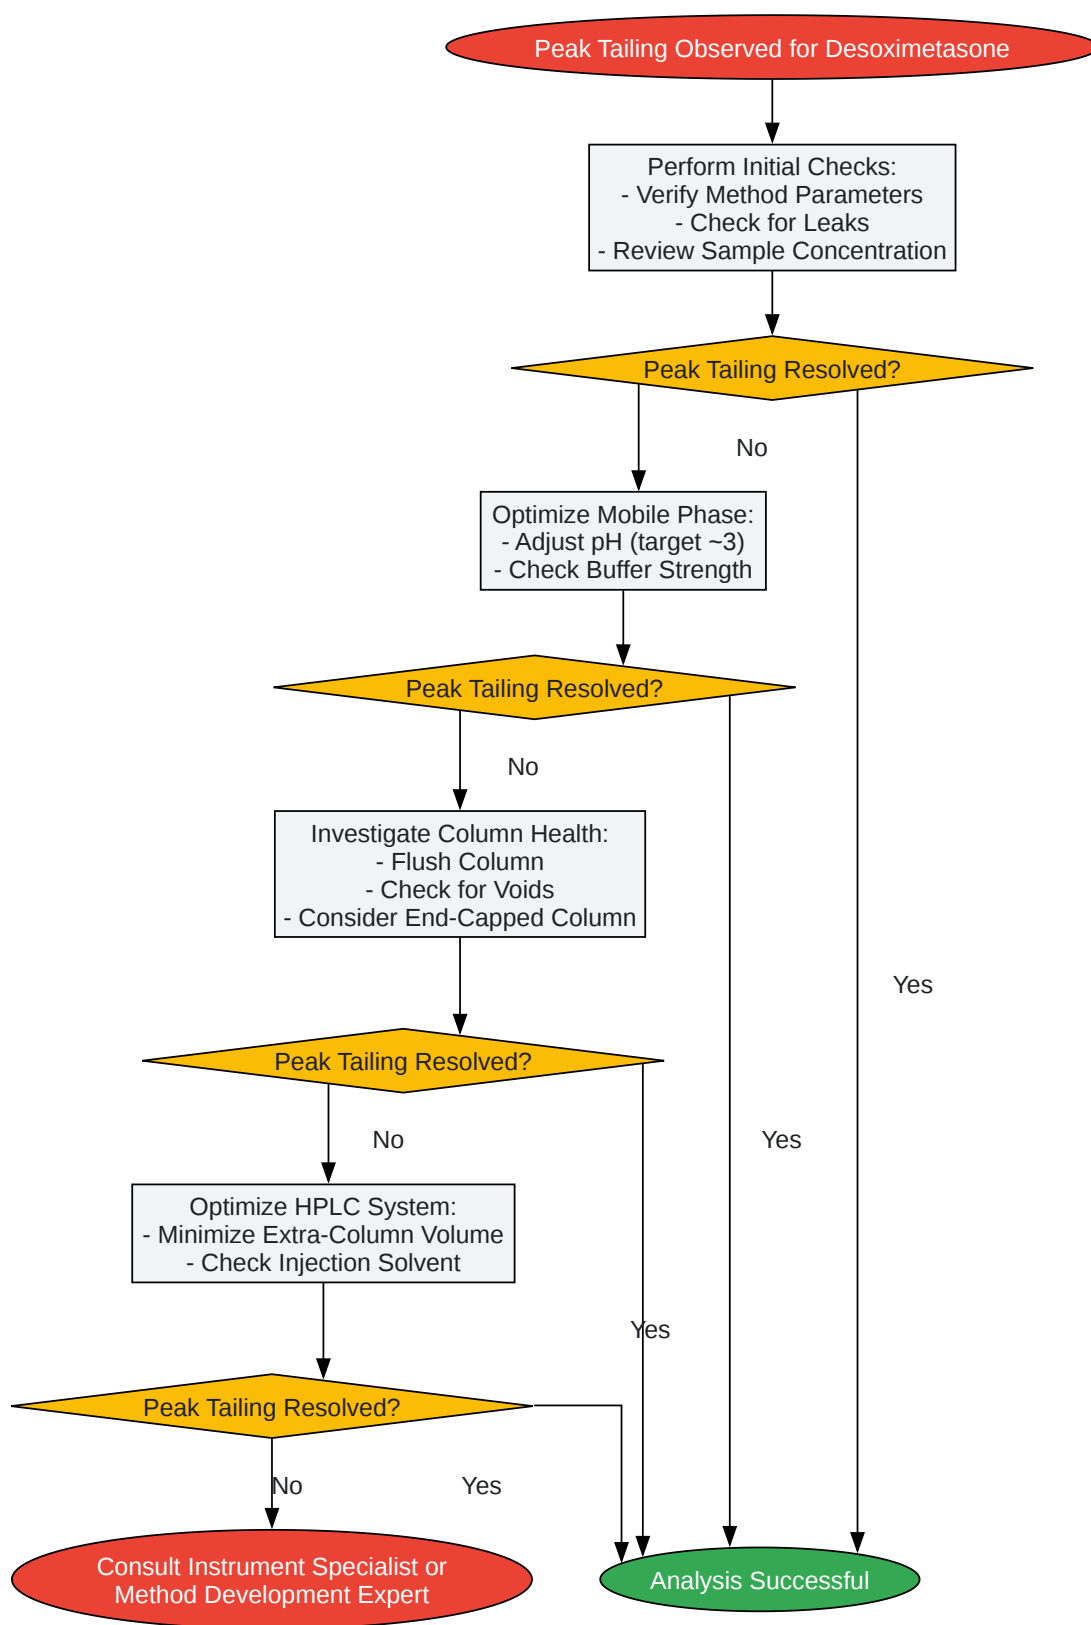 Peak Tailing Observed for Desoximetasone
Perform Initial Checks:
- Verify Method Parameters
- Check for Leaks
- Review Sample Concentration
Peak Tailing Resolved?
No
Optimize Mobile Phase:
- Adjust pH (target ~3)
- Check Buffer Strength
Peak Tailing Resolved?
No
Investigate Column Health:
- Flush Column
- Check for Voids
- Consider End-Capped Column
Yes
Peak Tailing Resolved?
No
Yes
Optimize HPLC System:
- Minimize Extra-Column Volume
- Check Injection Solvent
Yes
Peak Tailing Resolved?
No
Yes
Consult Instrument Specialist or
Method Development Expert
Analysis Successful